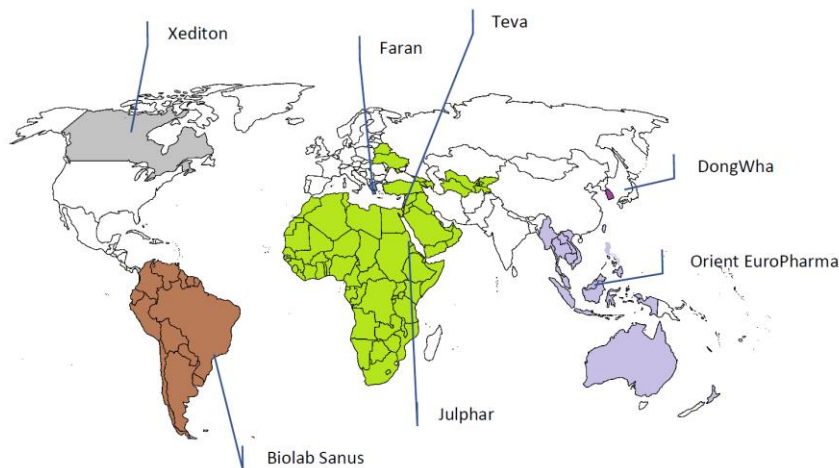 Teva
Xediton
Faran
DongWha
Orient EuroPharma
Julphar
Biolab Sanus